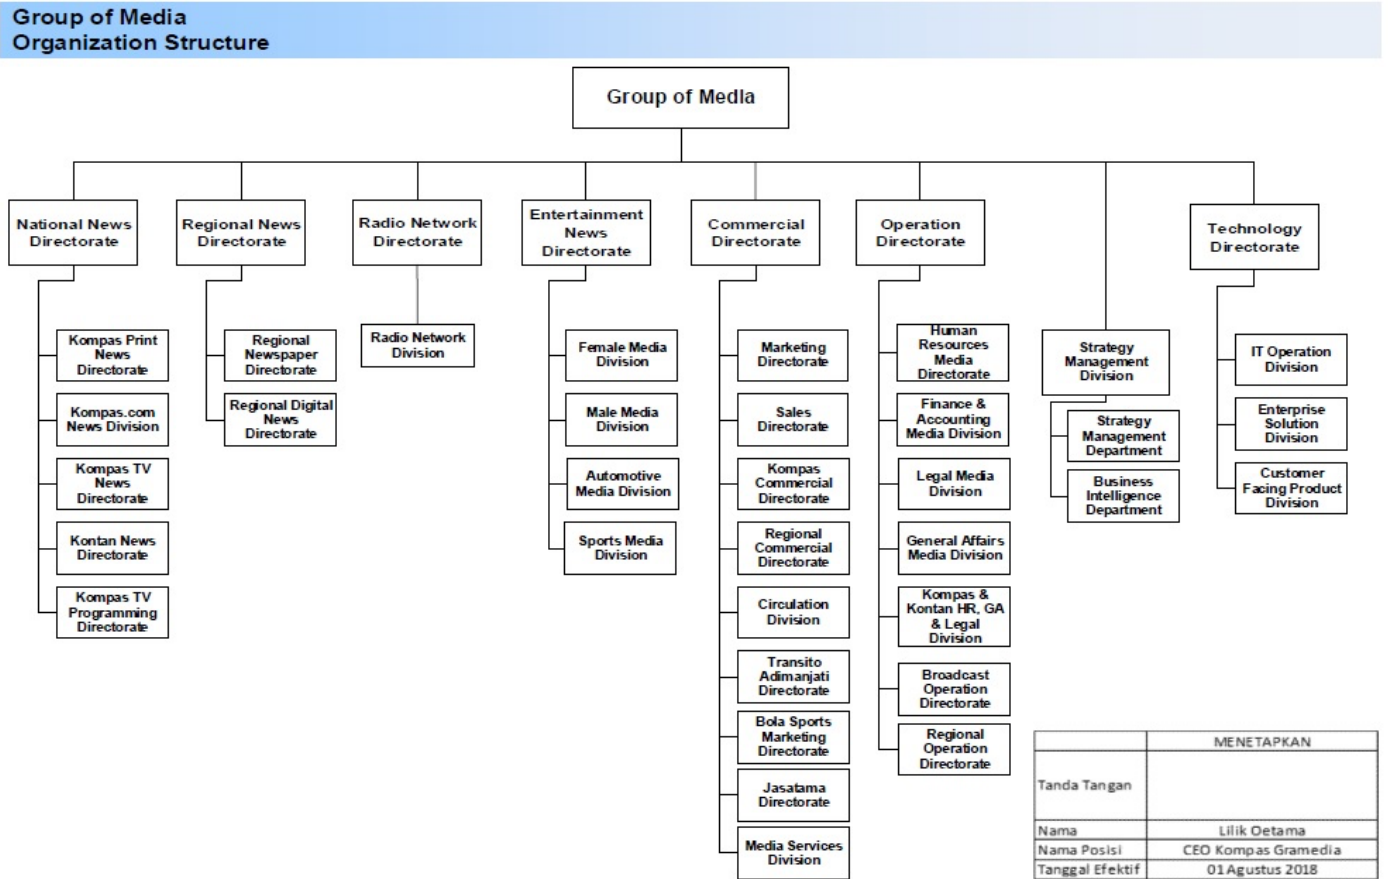 Group of Media
Organization Structure
Group of Media
National News
Directorate
Regional News
Directorate
Radio Network
Directorate
Entertainment
News
Directorate
Commercial
Directorate
Operation
Directorate
Technology
Directorate
Kompas Print
News
Directorate
Kompas.com
News Division
Kompas TV
News
Directorate
Kontan News
Directorate
Kompas TV
Programming
Directorate
Regional
Newspaper
Directorate
Regional Digital
News
Directorate
Radio Network
Division
Female Media
Division
Male Media
Division
Automotive
Media Division
Sports Media
Division
Marketing
Directorate
Sales
Directorate
Kompas
Commercial
Directorate
Regional
Commercial
Directorate
Circulation
Division
Transito
Adimanjati
Directorate
Bola Sports
Marketing
Directorate
Jasatama
Directorate
Media Services
Division
Human
Resources
Media
Directorate
Finance &
Accounting
Media Division
Legal Media
Division
General Affairs
Media Division
Kompas &
Kontan HR, GA
& Legal
Division
Broadcast
Operation
Directorate
Regional
Operation
Directorate
Strategy
Management
Division
Strategy
Management
Department
Business
Intelligence
Department
IT Operation
Division
Enterprise
Solution
Division
Customer
Facing Product
Division
MENETAPKAN
Tanda Tangan
Nama Lilik Oetama
Nama Posisi CEO Kompas Gramedia
Tanggal Efektif 01 Agustus 2018